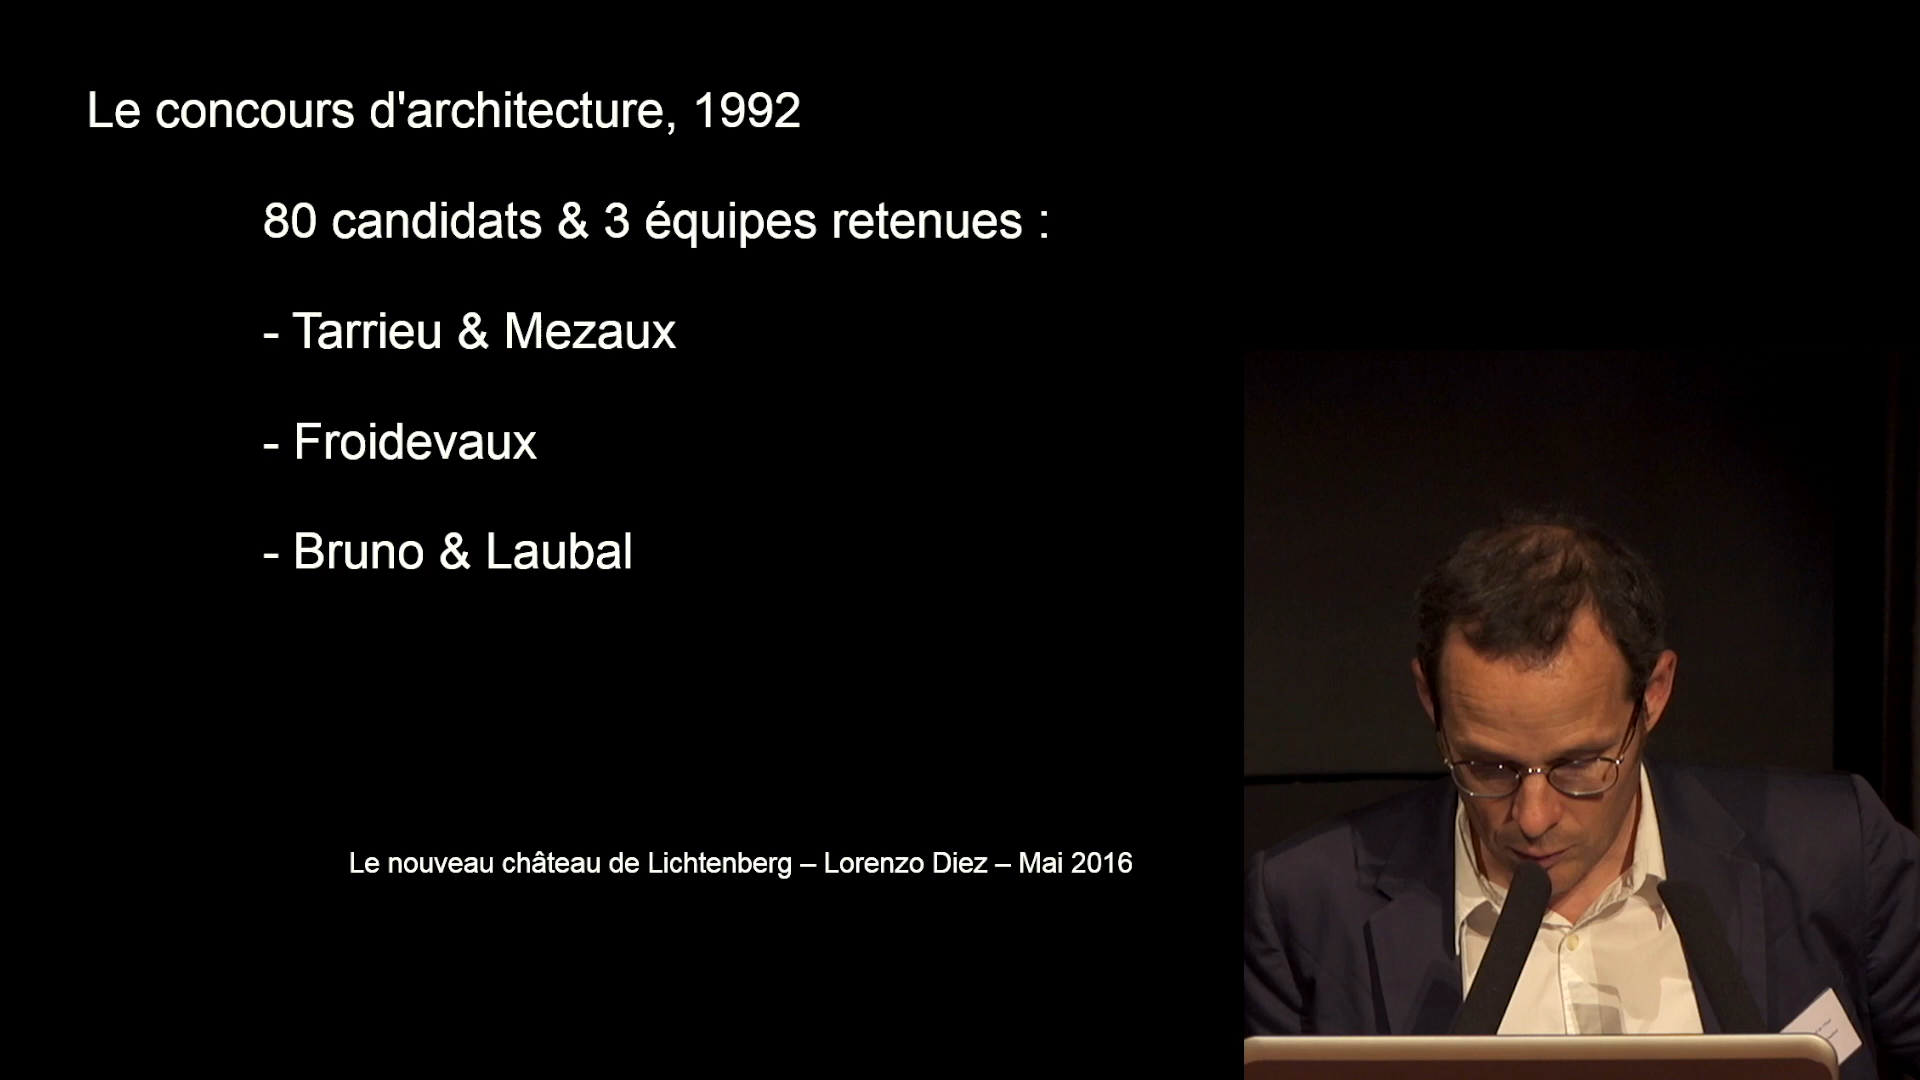 Le concours d'architecture, 1992
80 candidats & 3 équipes retenues :
- Tarrieu & Mezaux
- Froidevaux
- Bruno & Laubal
Le nouveau château de Lichtenberg – Lorenzo Diez – Mai 2016